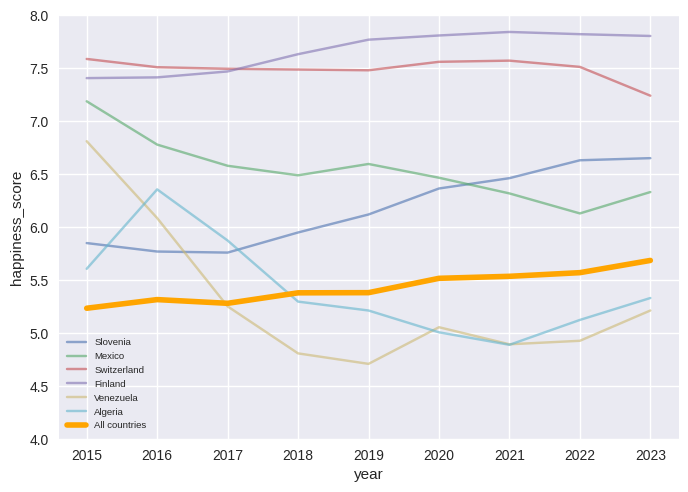 8.0
7.5
7.0
6.5
6.0
5.5
5.0
4.5
4.0
happiness_score
Slovenia
Mexico
Switzerland
Finland
Venezuela
Algeria
All countries
2015 2016 2017 2018 2019 2020 2021 2022 2023
year